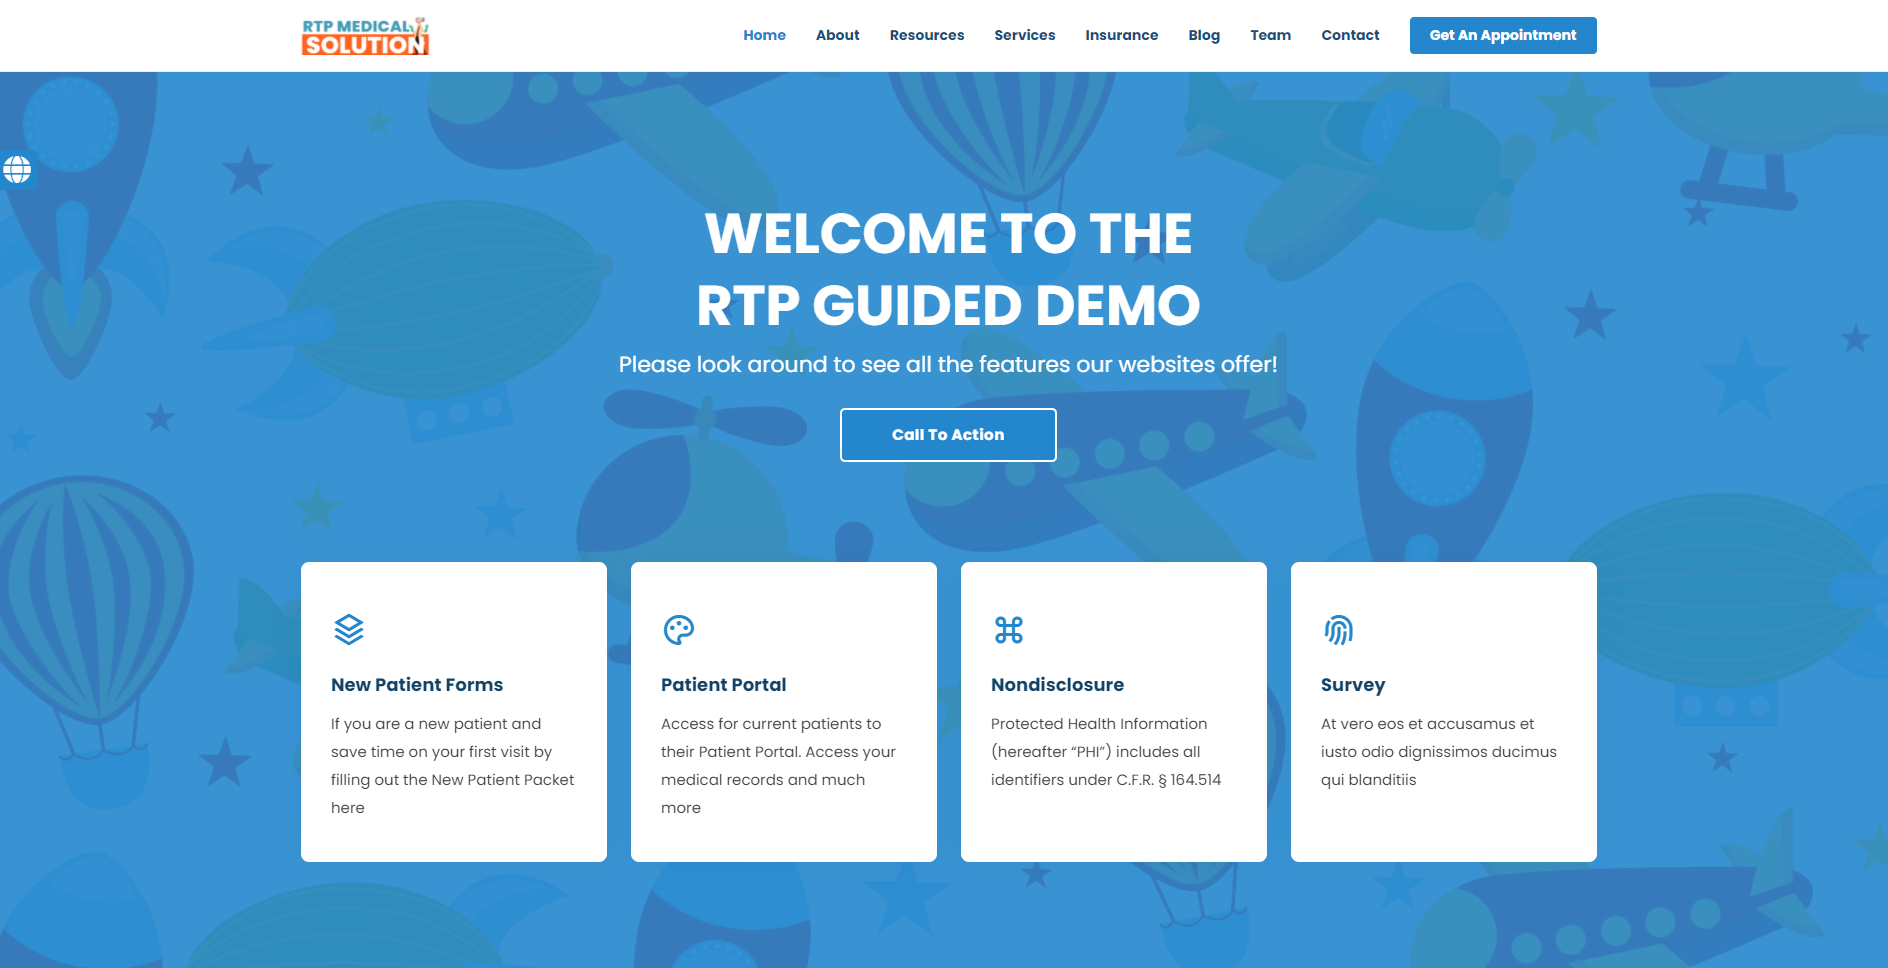 RTP MEDICAL
SOLUTION
Home About Resources Services Insurance Blog Team Contact Get An Appointment
WELCOME TO THE
RTP GUIDED DEMO
Please look around to see all the features our websites offer!
Call To Action
New Patient Forms
If you are a new patient and
save time on your first visit by
filling out the New Patient Packet
here
Patient Portal
Access for current patients to
their Patient Portal. Access your
medical records and much
more
Nondisclosure
Protected Health Information
(hereafter “PHI”) includes all
identifiers under C.F.R. § 164.514
Survey
At vero eos et accusamus et
iusto odio dignissimos ducimus
qui blanditiis